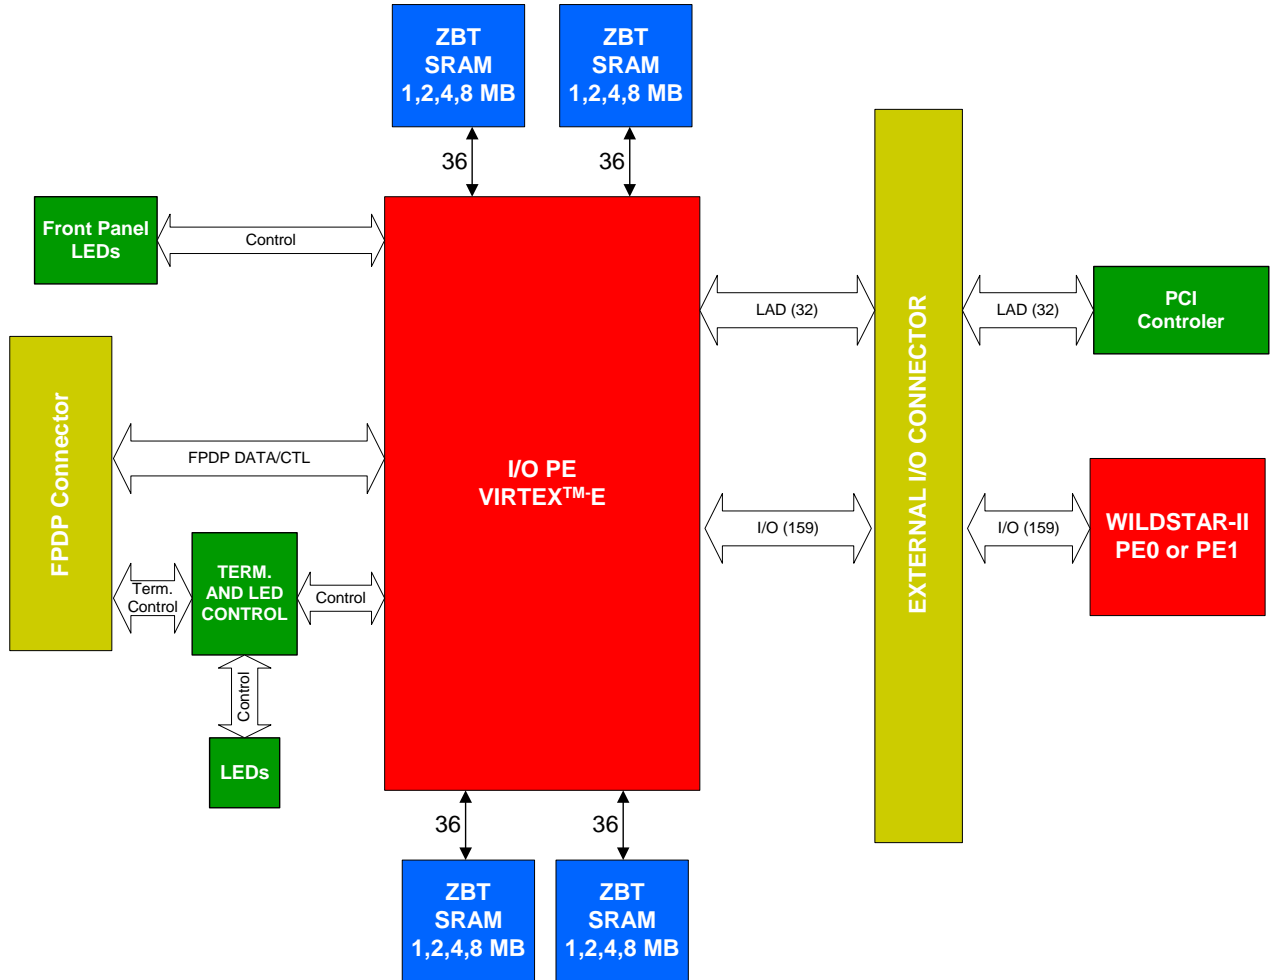 ZBT
SRAM
1,2,4,8 MB
ZBT
SRAM
1,2,4,8 MB
36
36
Front Panel
LEDs
Control
LAD (32)
LAD (32)
PCI
Controler
FPDP Connector
FPDP DATA/CTL
I/O PE
VIRTEX™-E
EXTERNAL I/O CONNECTOR
I/O (159)
I/O (159)
WILDSTAR-II
PE0 or PE1
Term.
Control
TERM.
AND LED
CONTROL
Control
Control
LEDs
36
36
ZBT
SRAM
1,2,4,8 MB
ZBT
SRAM
1,2,4,8 MB